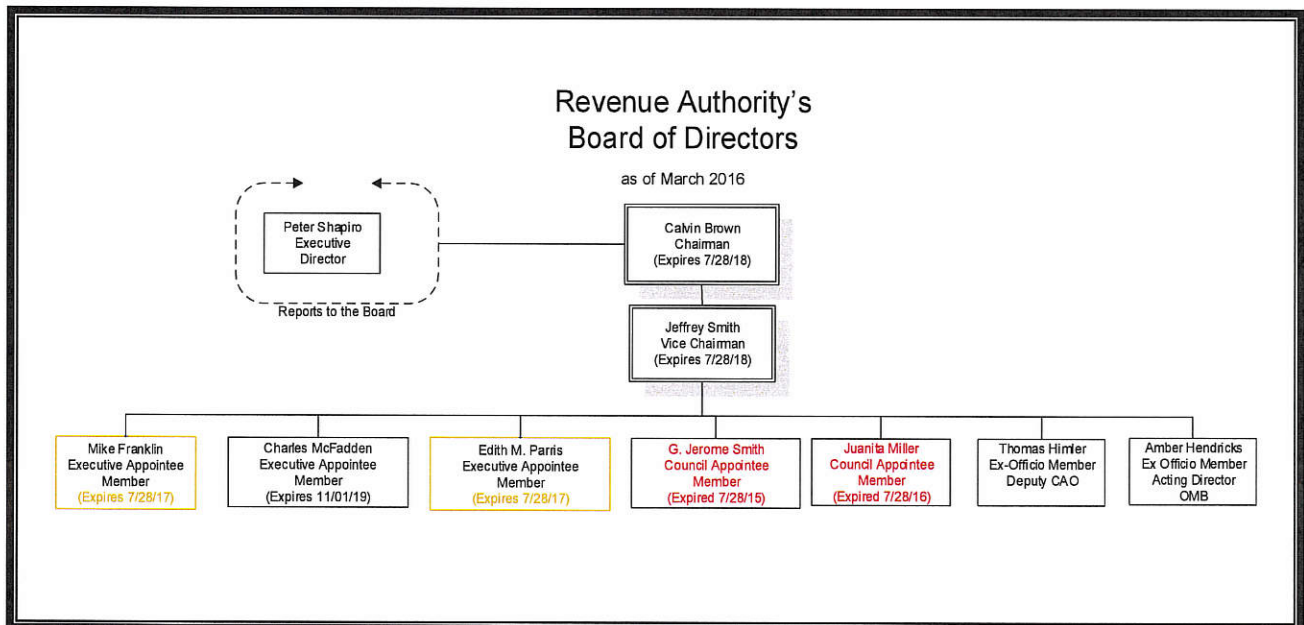 Revenue Authority's
Board of Directors
as of March 2016
Peter Shapiro
Executive
Director
Reports to the Board
Calvin Brown
Chairman
(Expires 7/28/18)
Jeffrey Smith
Vice Chairman
(Expires 7/28/18)
Mike Franklin
Executive Appointee
Member
(Expires 7/28/17)
Charles McFadden
Executive Appointee
Member
(Expires 11/01/19)
Edith M. Parris
Executive Appointee
Member
(Expires 7/28/17)
G. Jerome Smith
Council Appointee
Member
(Expired 7/28/15)
Juanita Miller
Council Appointee
Member
(Expired 7/28/16)
Thomas Himler
Ex-Officio Member
Deputy CAO
Amber Hendricks
Ex Officio Member
Acting Director
OMB